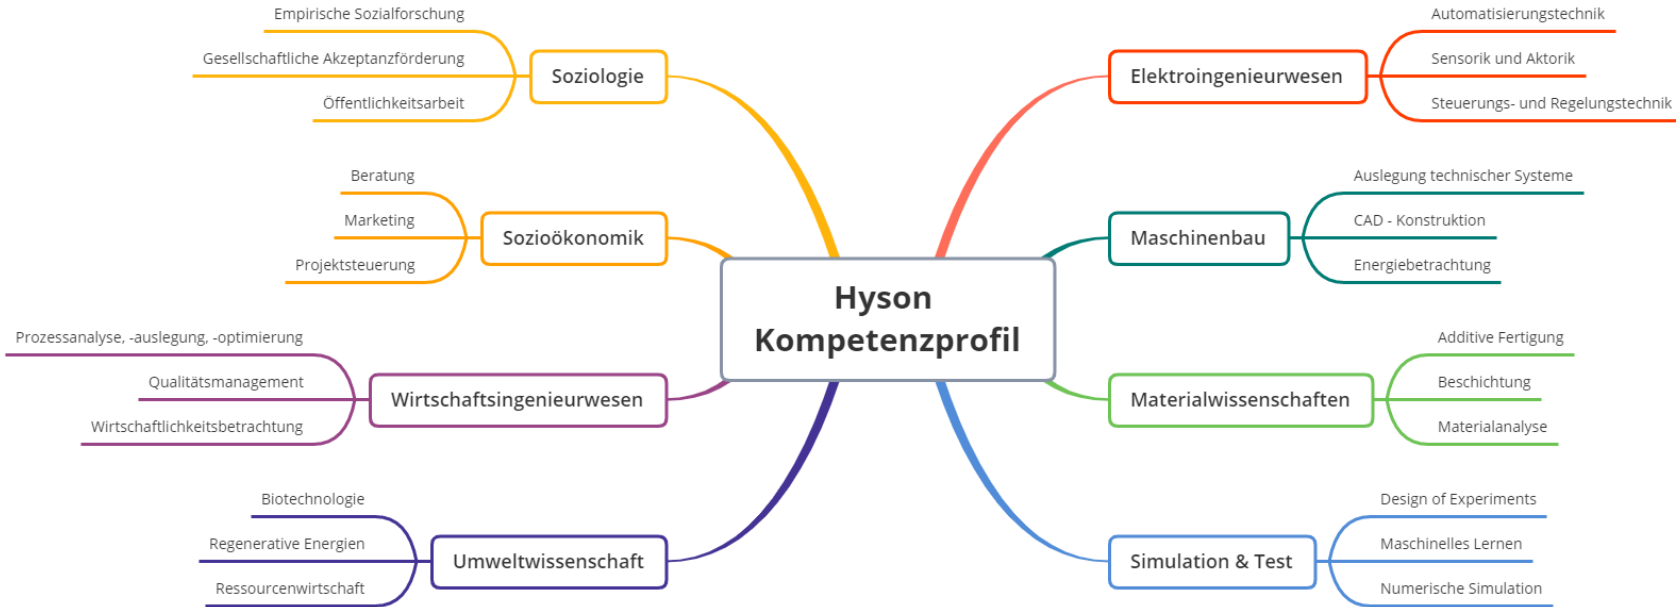 Hyson
Kompetenzprofil
Soziologie
Empirische Sozialforschung
Gesellschaftliche Akzeptanzförderung
Öffentlichkeitsarbeit
Sozioökonomik
Beratung
Marketing
Projektsteuerung
Wirtschaftsingenieurwesen
Prozessanalyse, -auslegung, -optimierung
Qualitätsmanagement
Wirtschaftlichkeitsbetrachtung
Umweltwissenschaft
Biotechnologie
Regenerative Energien
Ressourcenwirtschaft
Elektroingenieurwesen
Automatisierungstechnik
Sensorik und Aktorik
Steuerungs- und Regelungstechnik
Maschinenbau
Auslegung technischer Systeme
CAD - Konstruktion
Energiebetrachtung
Materialwissenschaften
Additive Fertigung
Beschichtung
Materialanalyse
Simulation & Test
Design of Experiments
Maschinelles Lernen
Numerische Simulation